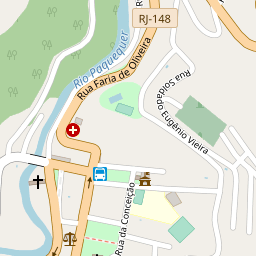 RJ-148
Rio Paquequer
Rua Faria de Oliveira
Rua Soldado
Eugênio Vieira
Rua da Conceição